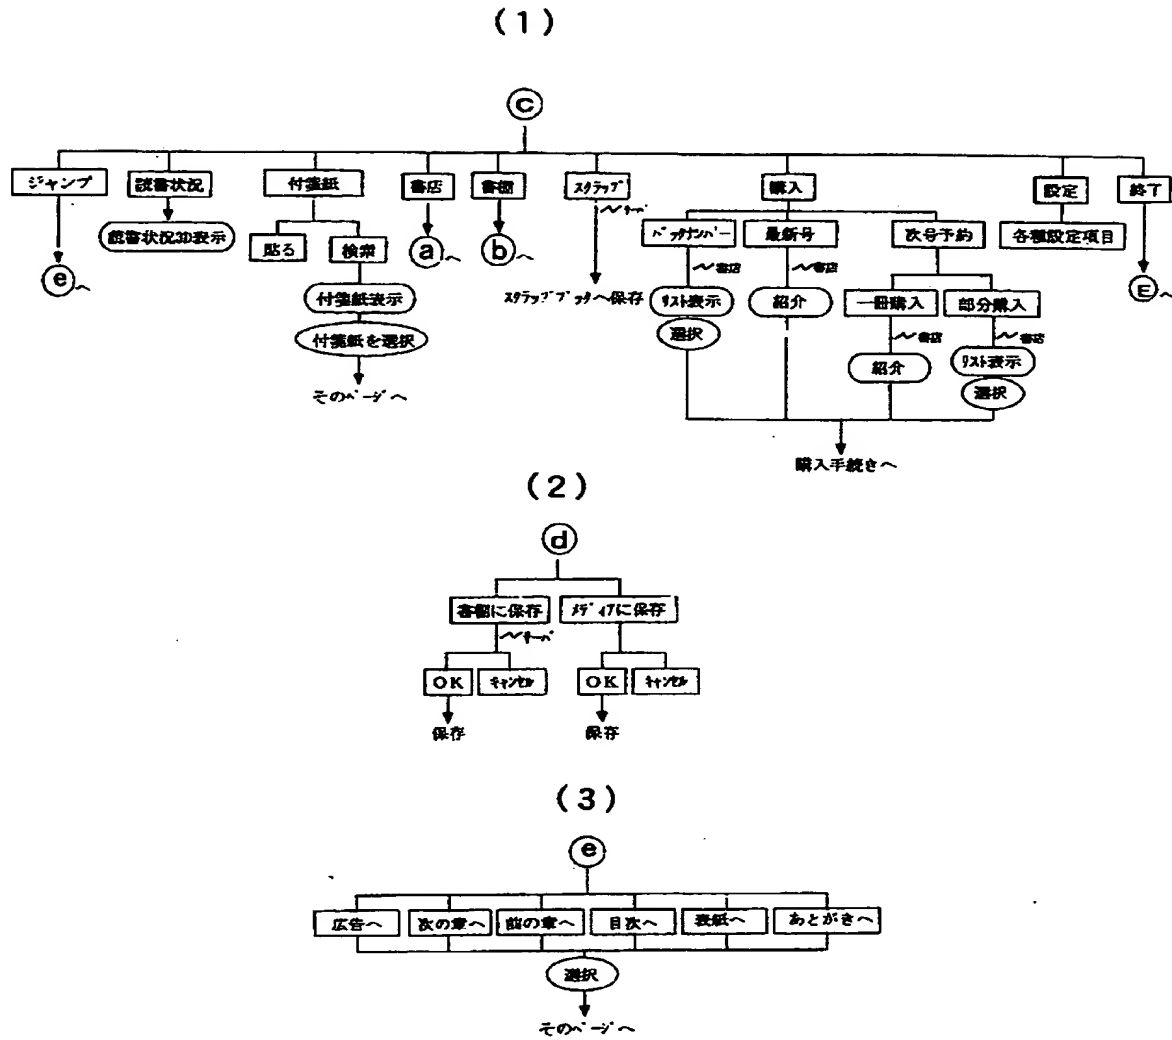 (1)
c
ジャンプ 読書状況 付箋紙 書店 書棚 スクラップ 購入 設定 終了
サーバ
読書状況3D表示 貼る 検索 a へ b へ バックナンバー 最新号 次号予約 各種設定項目
e へ 書店 書店 E へ
付箋紙表示 スクラップブックへ保存 リスト表示 紹介 一冊購入 部分購入
付箋紙を選択 選択 書店 書店
紹介 リスト表示
そのページへ 選択
購入手続きへ
(2)
d
書棚に保存 メディアに保存
サーバ
OK キャンセル OK キャンセル
保存 保存
(3)
e
広告へ 次の章へ 前の章へ 目次へ 表紙へ あとがきへ
選択
そのページへ